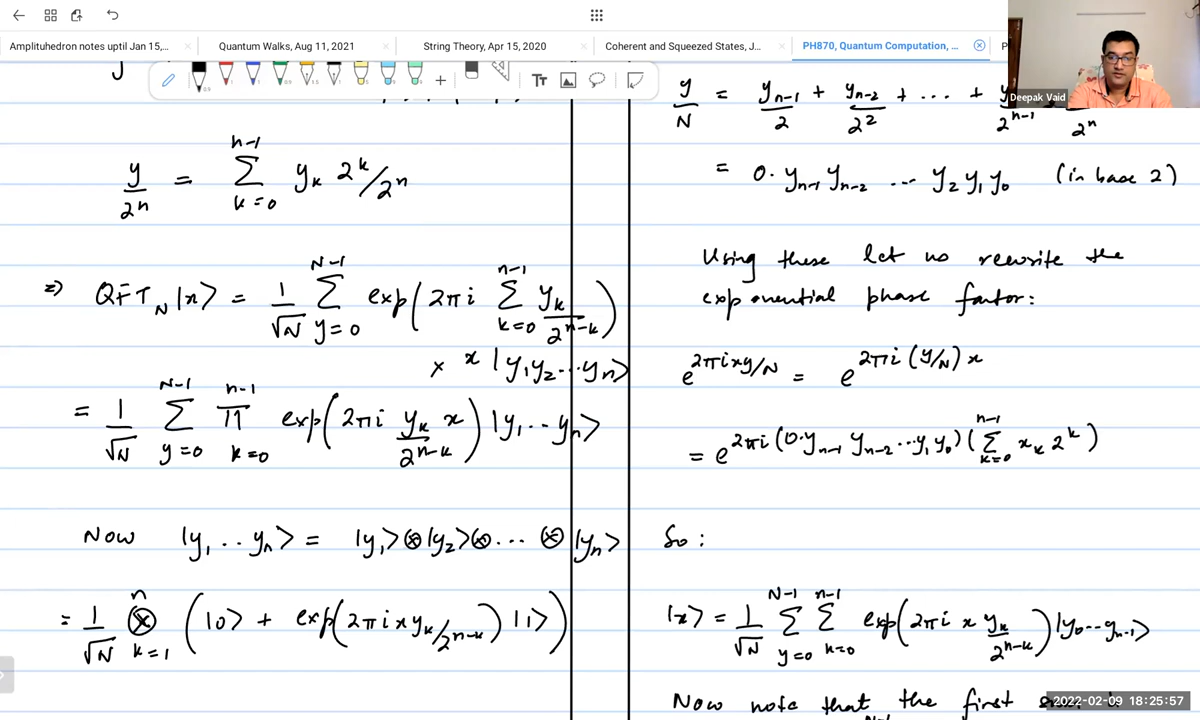 Amplituhedron notes uptil Jan 15,...
Quantum Walks, Aug 11, 2021
String Theory, Apr 15, 2020
Coherent and Squeezed States, J...
PH870, Quantum Computation, ...
P
Deepak Vaid
Tт
y/2^n = Σ_{k=0}^{n-1} y_k 2^k/2^n
=) QFT_N |x> = 1/√N Σ_{y=0}^{N-1} exp(2πi Σ_{k=0}^{n-1} y_k/2^{n-k})
× x |y_1 y_2 ... y_n>
= 1/√N Σ_{y=0}^{N-1} Π_{k=0}^{n-1} exp(2πi y_k x/2^{n-k}) |y_1 .. y_n>
Now |y_1 .. y_n> = |y_1> ⊗ |y_2> ⊗ ... ⊗ |y_n>
= 1/√N ⊗_{k=1}^{n} (|0> + exp(2πi x y_k/2^{n-k}) |1>)
y/N = y_{n-1}/2 + y_{n-2}/2^2 + ... + y/2^{n-1} 2^n
= 0. y_{n-1} y_{n-2} ... y_2 y_1 y_0 (in base 2)
Using these let us rewrite the
exponential phase factor:
e^{2πixy/N} = e^{2πi (y/N) x}
= e^{2πi (0.y_{n-1} y_{n-2} ... y_1 y_0) (Σ_{k=0}^{n-1} x_k 2^k)}
So :
|x> = 1/√N Σ_{y=0}^{N-1} Σ_{k=0}^{n-1} exp(2πi x y_k/2^{n-k}) |y_0 .. y_{n-1}>
Now note that the first
2022-02-09 18:25:57